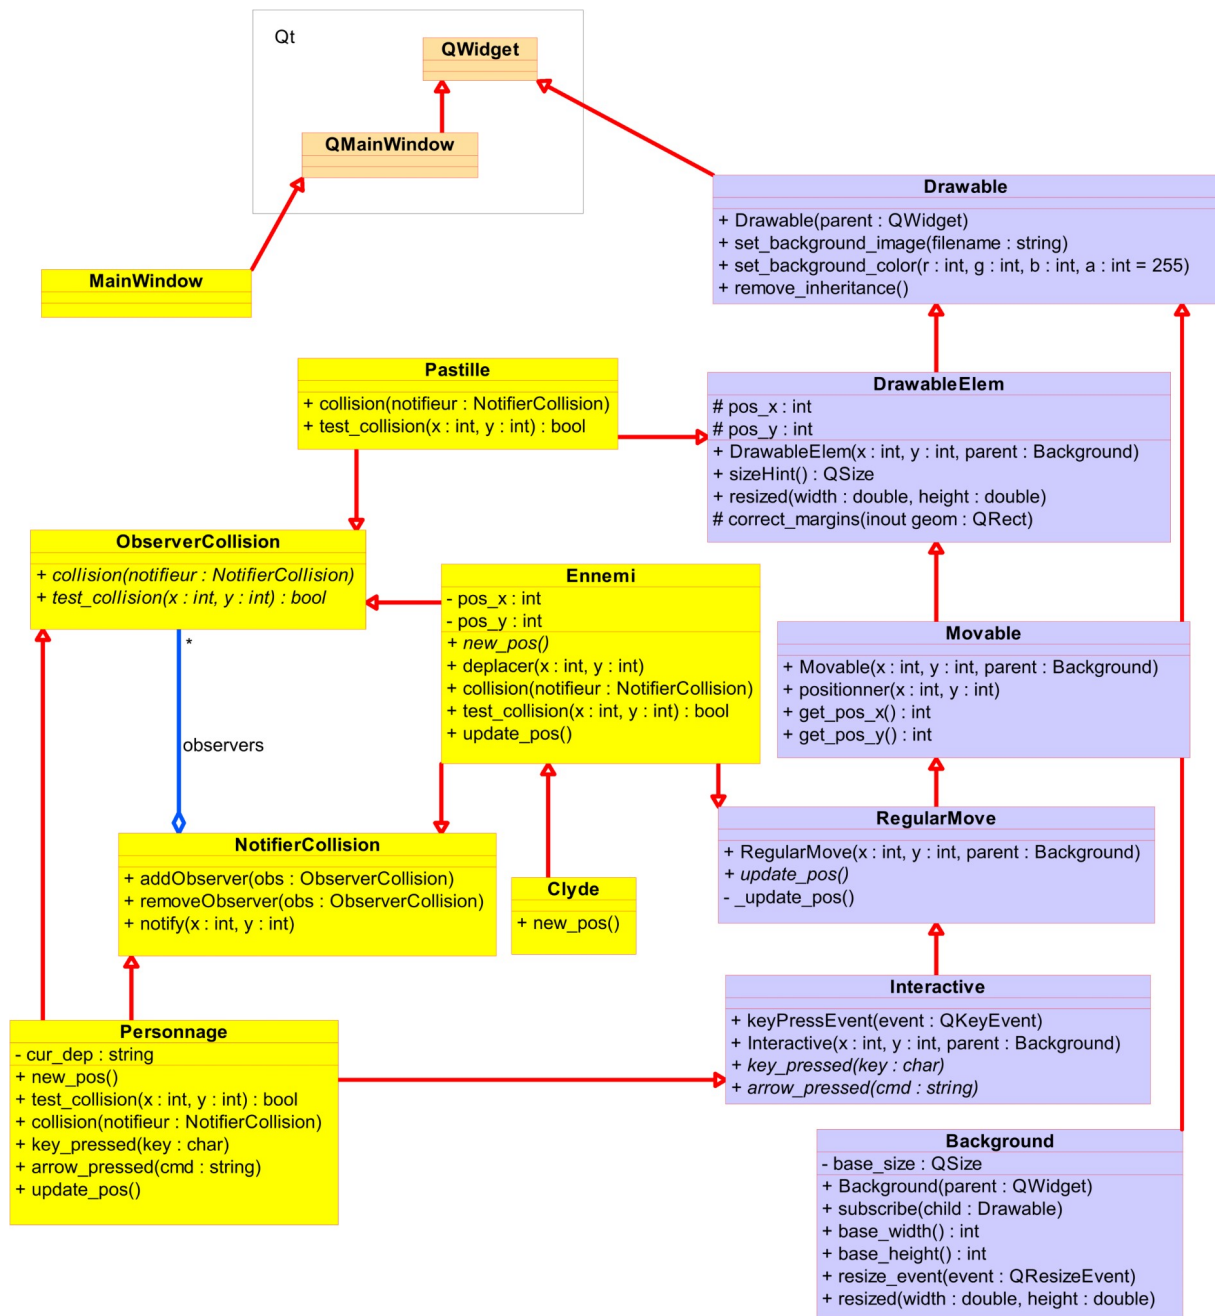 Qt
QWidget
QMainWindow
MainWindow
Drawable
+ Drawable(parent : QWidget)
+ set_background_image(filename : string)
+ set_background_color(r : int, g : int, b : int, a : int = 255)
+ remove_inheritance()
Pastille
+ collision(notifieur : NotifierCollision)
+ test_collision(x : int, y : int) : bool
DrawableElem
# pos_x : int
# pos_y : int
+ DrawableElem(x : int, y : int, parent : Background)
+ sizeHint() : QSize
+ resized(width : double, height : double)
# correct_margins(inout geom : QRect)
ObserverCollision
+ collision(notifieur : NotifierCollision)
+ test_collision(x : int, y : int) : bool
*
observers
Ennemi
- pos_x : int
- pos_y : int
+ new_pos()
+ deplacer(x : int, y : int)
+ collision(notifieur : NotifierCollision)
+ test_collision(x : int, y : int) : bool
+ update_pos()
Movable
+ Movable(x : int, y : int, parent : Background)
+ positionner(x : int, y : int)
+ get_pos_x() : int
+ get_pos_y() : int
NotifierCollision
+ addObserver(obs : ObserverCollision)
+ removeObserver(obs : ObserverCollision)
+ notify(x : int, y : int)
Clyde
+ new_pos()
RegularMove
+ RegularMove(x : int, y : int, parent : Background)
+ update_pos()
- _update_pos()
Interactive
+ keyPressEvent(event : QKeyEvent)
+ Interactive(x : int, y : int, parent : Background)
+ key_pressed(key : char)
+ arrow_pressed(cmd : string)
Personnage
- cur_dep : string
+ new_pos()
+ test_collision(x : int, y : int) : bool
+ collision(notifieur : NotifierCollision)
+ key_pressed(key : char)
+ arrow_pressed(cmd : string)
+ update_pos()
Background
- base_size : QSize
+ Background(parent : QWidget)
+ subscribe(child : Drawable)
+ base_width() : int
+ base_height() : int
+ resize_event(event : QResizeEvent)
+ resized(width : double, height : double)